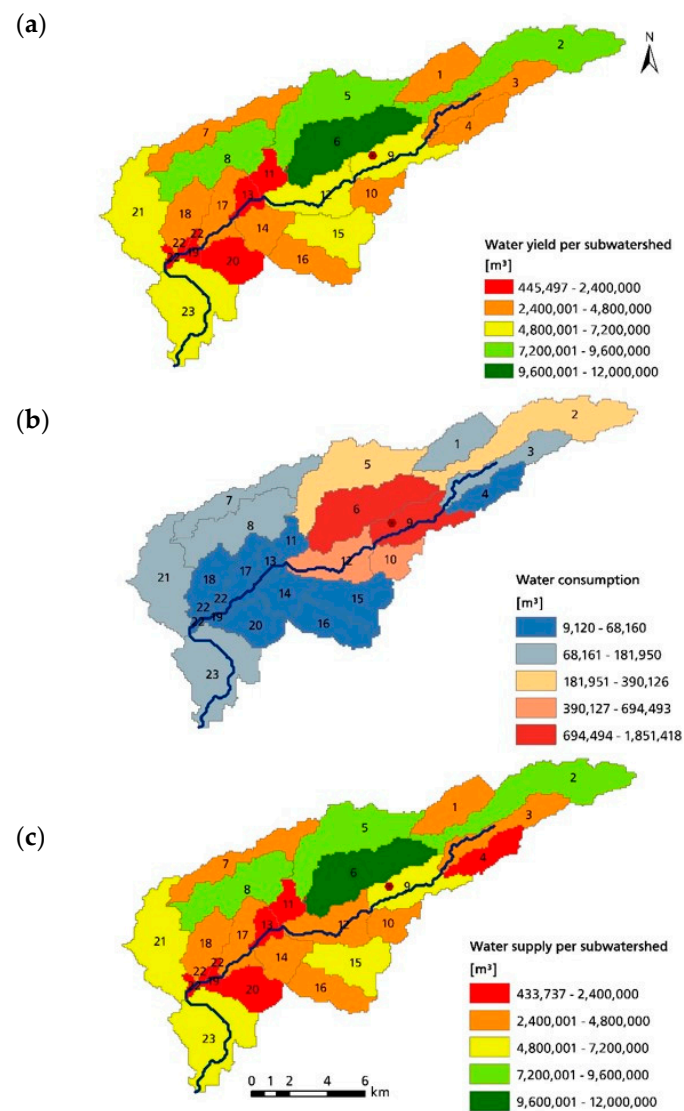 (a)
N
2
1
3
5
4
6
7
9
8
11
10
13
12
17
21
18
14
15
22
22
19
16
20
23
Water yield per subwatershed
[m³]
445,497 - 2,400,000
2,400,001 - 4,800,000
4,800,001 - 7,200,000
7,200,001 - 9,600,000
9,600,001 - 12,000,000
(b)
2
1
3
5
4
7
6
9
8
11
10
13
12
17
21
18
14
15
22
22
19
22
20
16
23
Water consumption
[m³]
9,120 - 68,160
68,161 - 181,950
181,951 - 390,126
390,127 - 694,493
694,494 - 1,851,418
(c)
2
1
3
5
4
7
6
9
8
11
10
13
12
17
18
21
14
15
22
22
19
16
20
23
Water supply per subwatershed
[m³]
433,737 - 2,400,000
2,400,001 - 4,800,000
4,800,001 - 7,200,000
7,200,001 - 9,600,000
9,600,001 - 12,000,000
0 1 2 4 6
km